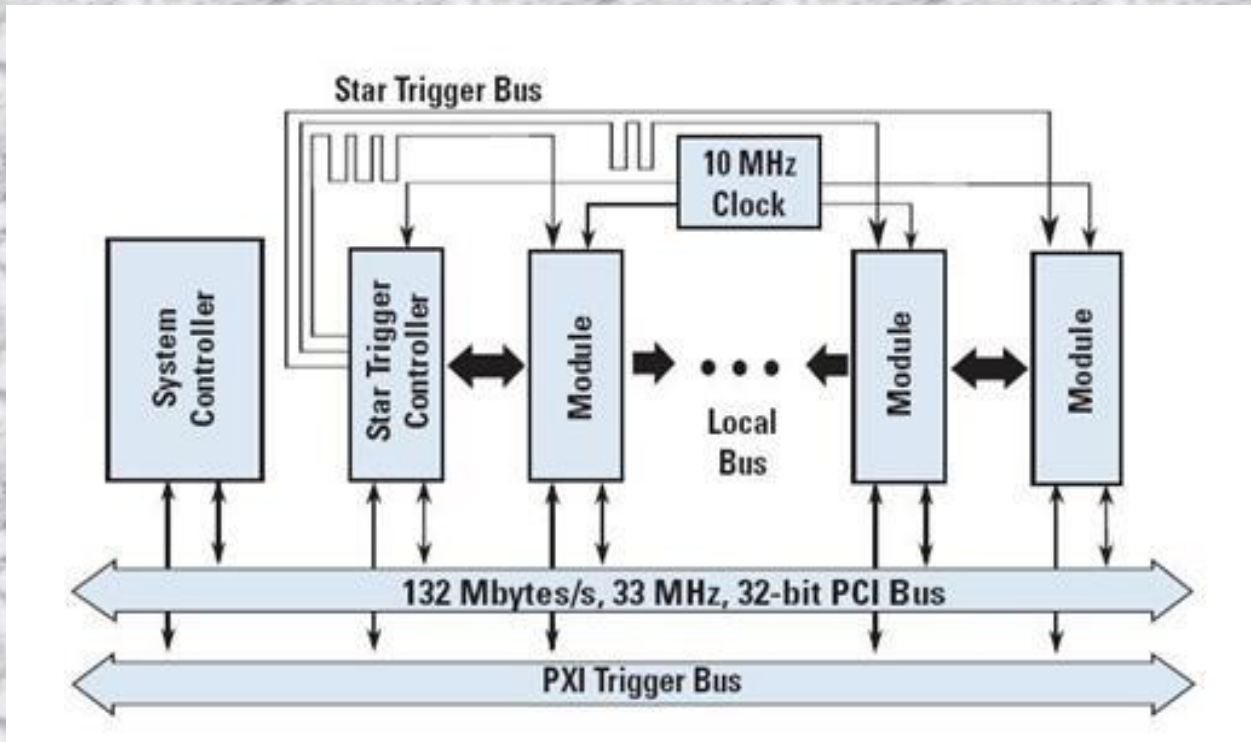 Star Trigger Bus
10 MHz
Clock
System
Controller
Star Trigger
Controller
Module
Local
Bus
Module
Module
132 Mbytes/s, 33 MHz, 32-bit PCI Bus
PXI Trigger Bus